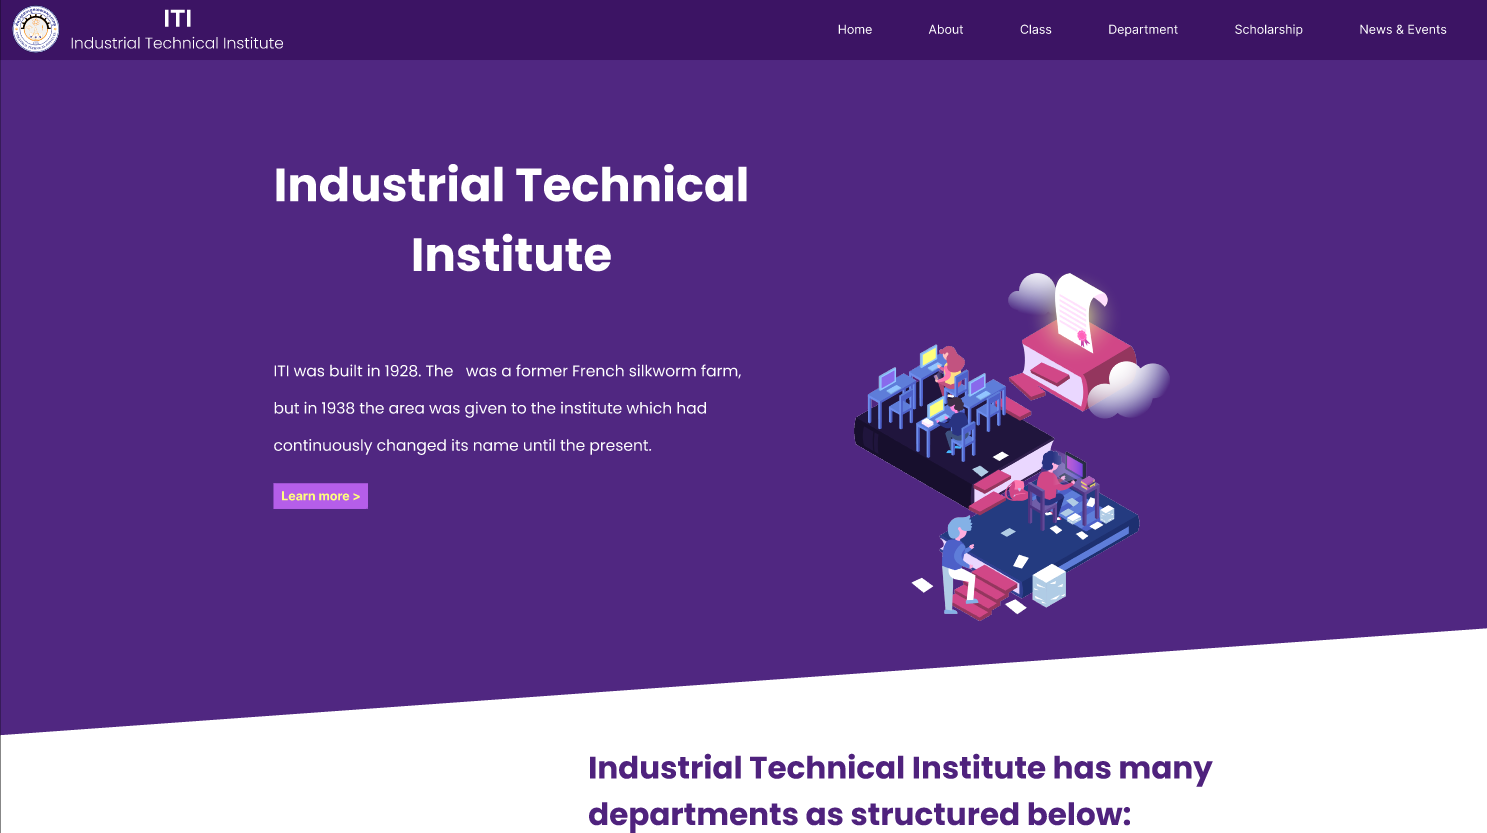 ITI
Industrial Technical Institute
Home
About
Class
Department
Scholarship
News & Events
Industrial Technical
Institute
ITI was built in 1928. The was a former French silkworm farm,
but in 1938 the area was given to the institute which had
continuously changed its name until the present.
Learn more >
Industrial Technical Institute has many
departments as structured below: